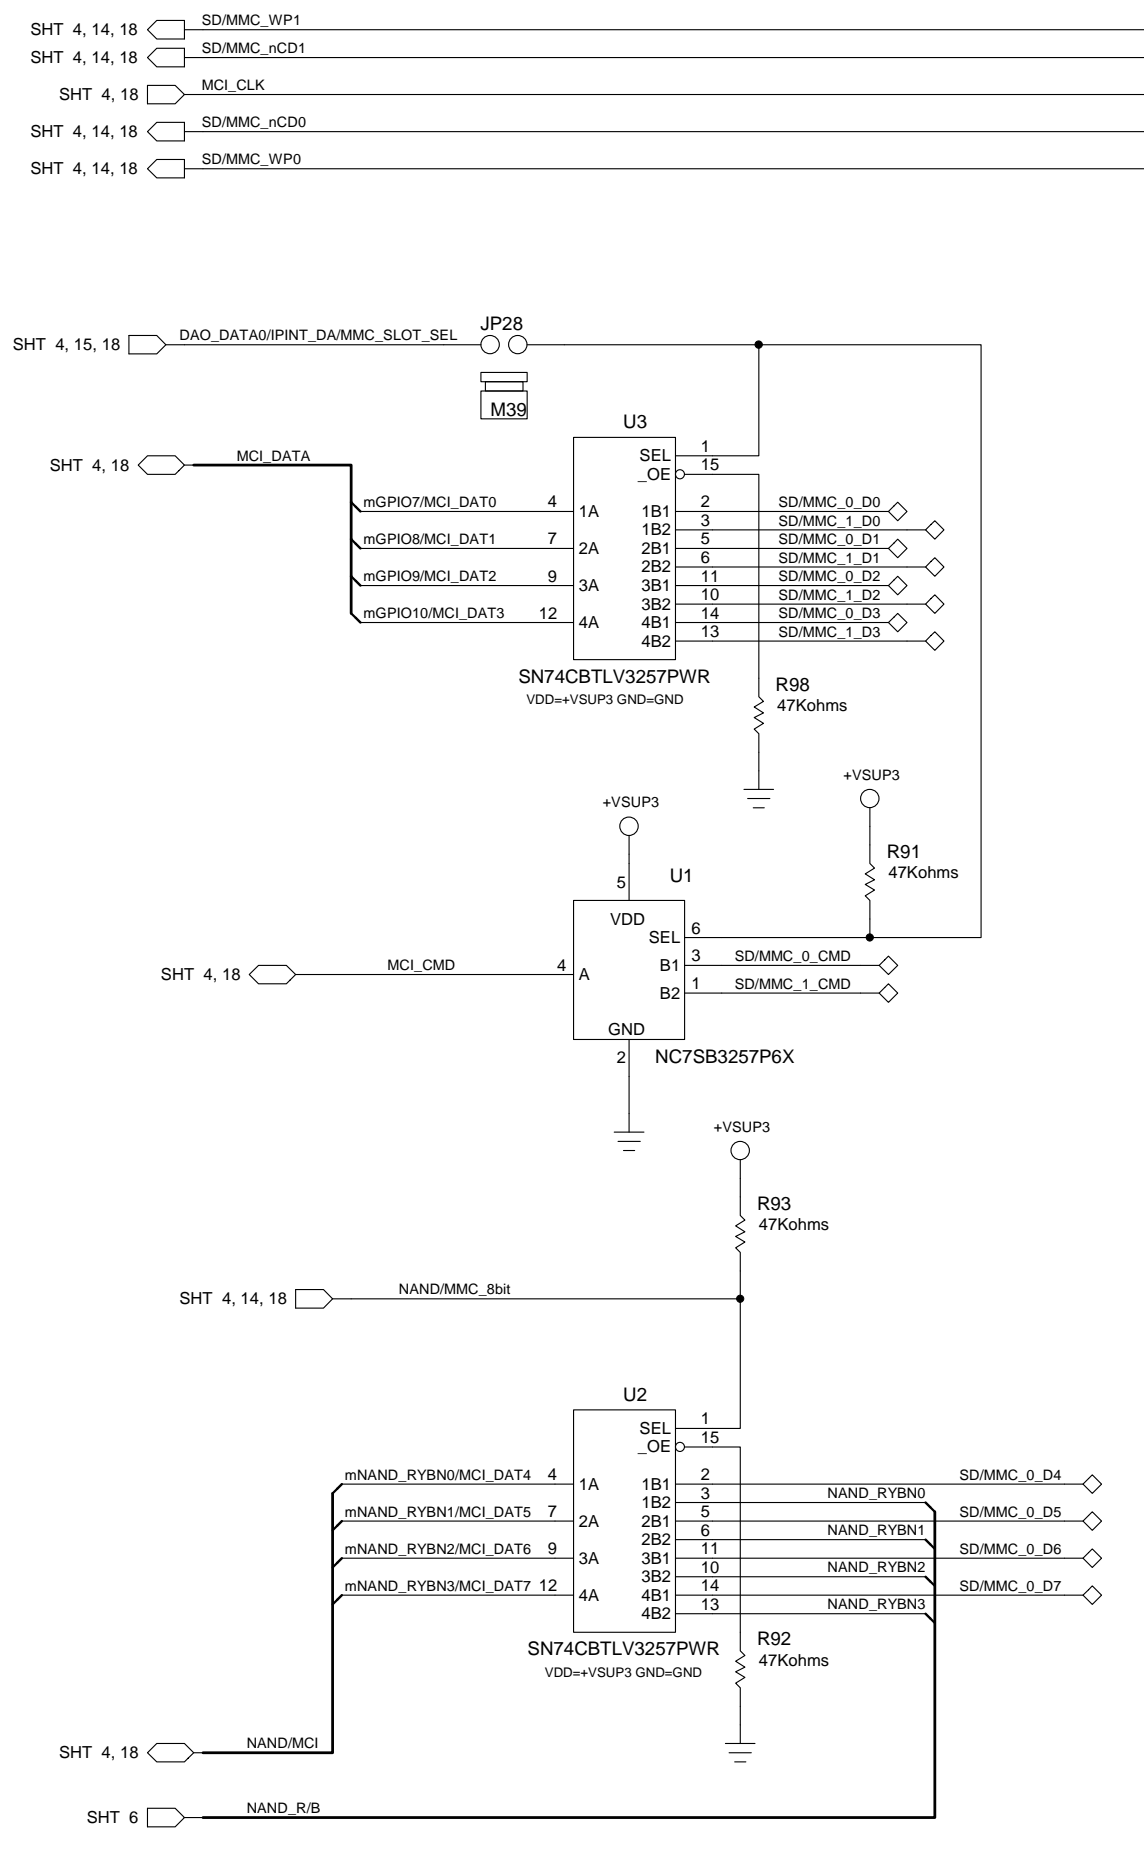 SHT 4, 14, 18 SD/MMC_WP1
SHT 4, 14, 18 SD/MMC_nCD1
SHT 4, 18 MCI_CLK
SHT 4, 14, 18 SD/MMC_nCD0
SHT 4, 14, 18 SD/MMC_WP0
JP28
SHT 4, 15, 18 DAO_DATA0/IPINT_DA/MMC_SLOT_SEL
M39
U3
SHT 4, 18 MCI_DATA
SEL 1
_OE 15
mGPIO7/MCI_DAT0 4 1A 1B1 2 SD/MMC_0_D0
1B2 3 SD/MMC_1_D0
mGPIO8/MCI_DAT1 7 2A 2B1 5 SD/MMC_0_D1
2B2 6 SD/MMC_1_D1
mGPIO9/MCI_DAT2 9 3A 3B1 11 SD/MMC_0_D2
3B2 10 SD/MMC_1_D2
mGPIO10/MCI_DAT3 12 4A 4B1 14 SD/MMC_0_D3
4B2 13 SD/MMC_1_D3
SN74CBTLV3257PWR
VDD=+VSUP3 GND=GND
R98
47Kohms
+VSUP3
+VSUP3
R91
47Kohms
U1
5
VDD
SEL 6
B1 3 SD/MMC_0_CMD
SHT 4, 18 MCI_CMD 4 A
B2 1 SD/MMC_1_CMD
GND
2
NC7SB3257P6X
+VSUP3
R93
47Kohms
SHT 4, 14, 18 NAND/MMC_8bit
U2
SEL 1
_OE 15
mNAND_RYBN0/MCI_DAT4 4 1A 1B1 2 SD/MMC_0_D4
1B2 3 NAND_RYBN0
mNAND_RYBN1/MCI_DAT5 7 2A 2B1 5 SD/MMC_0_D5
2B2 6 NAND_RYBN1
mNAND_RYBN2/MCI_DAT6 9 3A 3B1 11 SD/MMC_0_D6
3B2 10 NAND_RYBN2
mNAND_RYBN3/MCI_DAT7 12 4A 4B1 14 SD/MMC_0_D7
4B2 13 NAND_RYBN3
SN74CBTLV3257PWR
VDD=+VSUP3 GND=GND
R92
47Kohms
SHT 4, 18 NAND/MCI
SHT 6 NAND_R/B